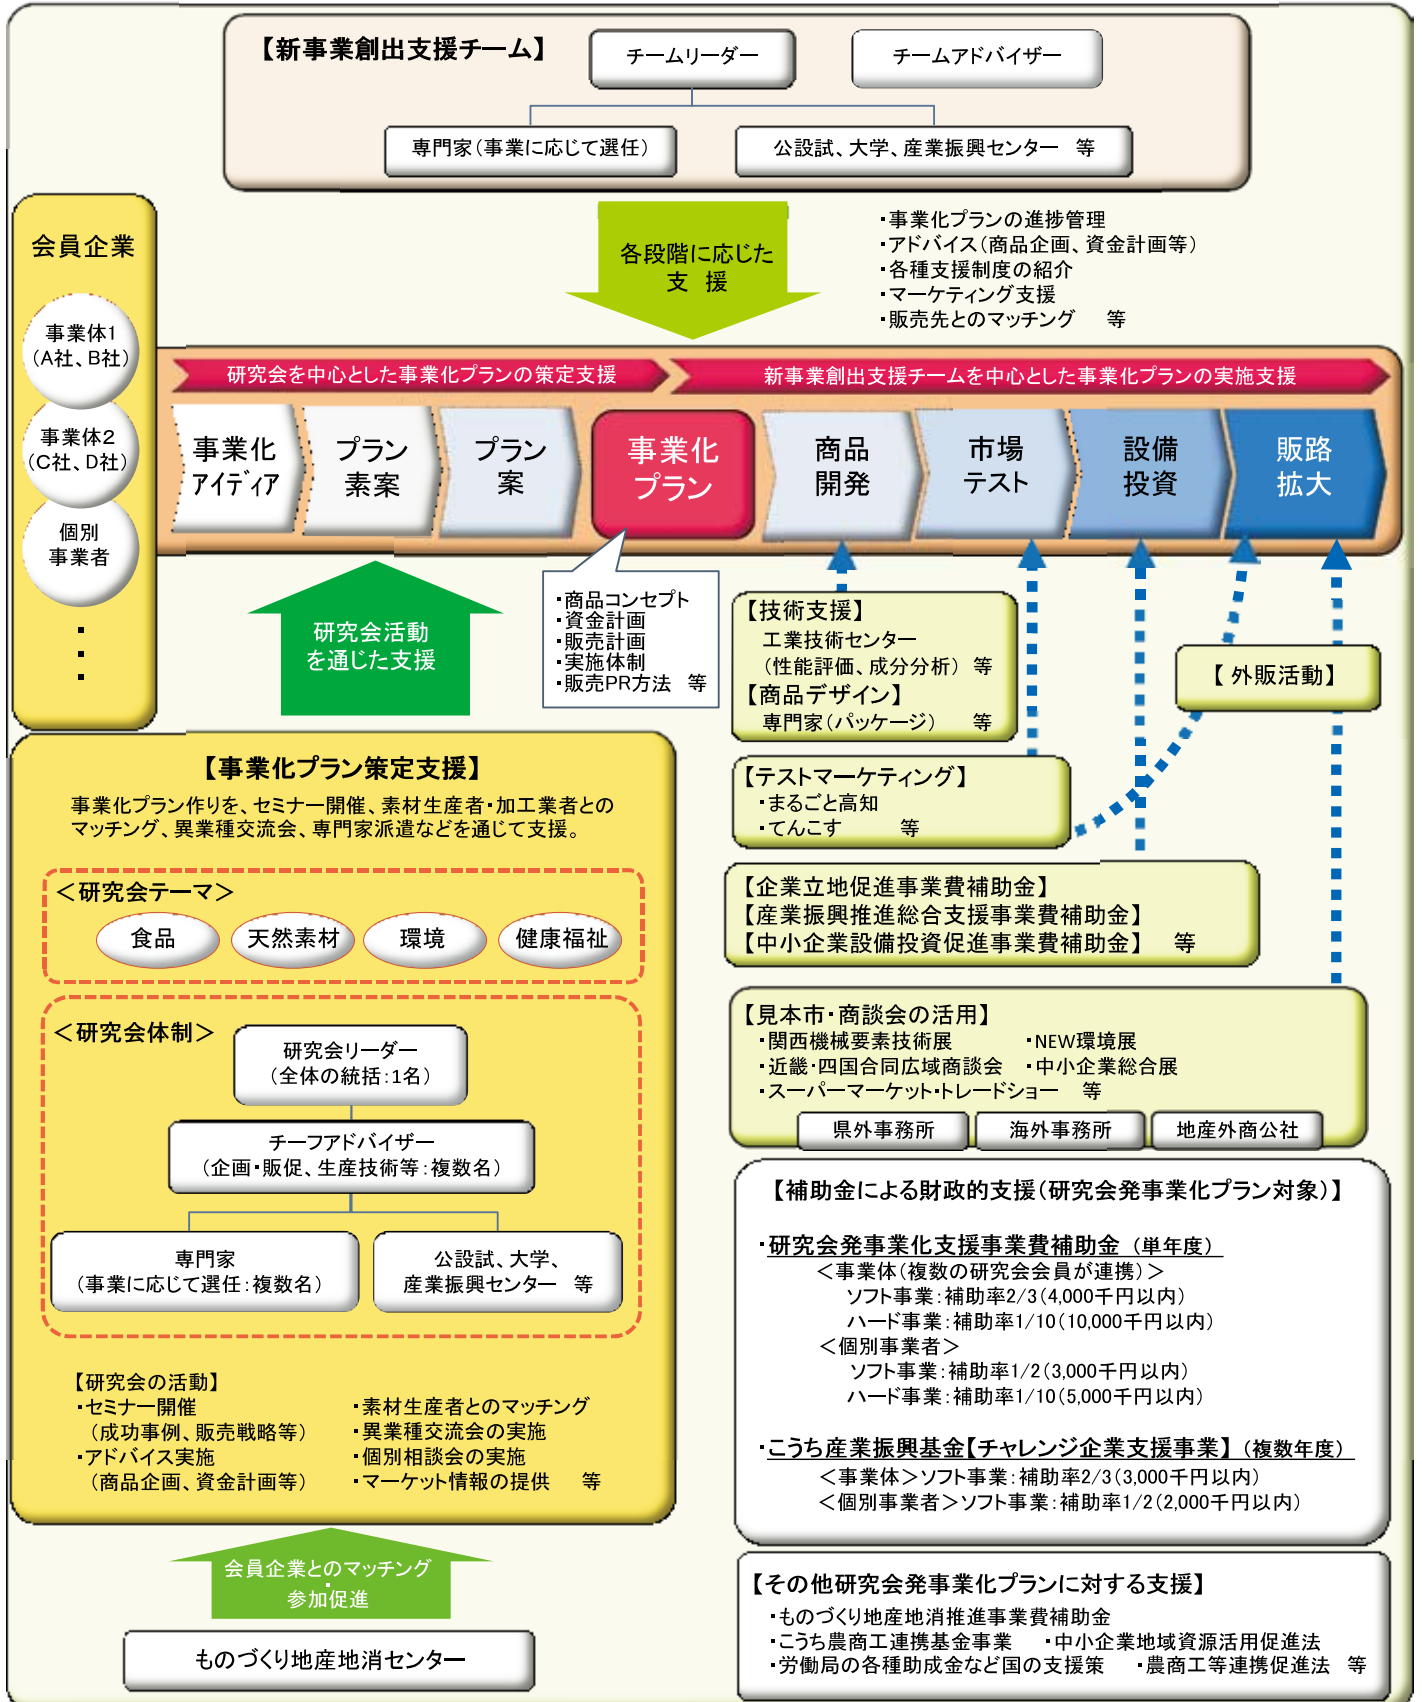 【新事業創出支援チーム】
チームリーダー
チームアドバイザー
専門家(事業に応じて選任)
公設試、大学、産業振興センター 等
会員企業
事業体1
(A社、B社)
事業体2
(C社、D社)
個別
事業者
・
・
・
各段階に応じた
支 援
・事業化プランの進捗管理
・アドバイス(商品企画、資金計画等)
・各種支援制度の紹介
・マーケティング支援
・販売先とのマッチング 等
研究会を中心とした事業化プランの策定支援
新事業創出支援チームを中心とした事業化プランの実施支援
事業化
アイディア
プラン
素案
プラン
案
事業化
プラン
商品
開発
市場
テスト
設備
投資
販路
拡大
研究会活動
を通じた支援
・商品コンセプト
・資金計画
・販売計画
・実施体制
・販売PR方法 等
【技術支援】
工業技術センター
(性能評価、成分分析) 等
【商品デザイン】
専門家(パッケージ) 等
【外販活動】
【テストマーケティング】
・まるごと高知
・てんこす 等
【企業立地促進事業費補助金】
【産業振興推進総合支援事業費補助金】
【中小企業設備投資促進事業費補助金】 等
【見本市・商談会の活用】
・関西機械要素技術展 ・NEW環境展
・近畿・四国合同広域商談会 ・中小企業総合展
・スーパーマーケット・トレードショー 等
県外事務所
海外事務所
地産外商公社
【事業化プラン策定支援】
事業化プラン作りを、セミナー開催、素材生産者・加工業者との
マッチング、異業種交流会、専門家派遣などを通じて支援。
<研究会テーマ>
食品
天然素材
環境
健康福祉
<研究会体制>
研究会リーダー
(全体の統括:1名)
チーフアドバイザー
(企画・販促、生産技術等:複数名)
専門家
(事業に応じて選任:複数名)
公設試、大学、
産業振興センター 等
【研究会の活動】
・セミナー開催
(成功事例、販売戦略等)
・アドバイス実施
(商品企画、資金計画等)
・素材生産者とのマッチング
・異業種交流会の実施
・個別相談会の実施
・マーケット情報の提供 等
会員企業とのマッチング
・
参加促進
ものづくり地産地消センター
【補助金による財政的支援(研究会発事業化プラン対象)】
・研究会発事業化支援事業費補助金 (単年度)
<事業体(複数の研究会会員が連携)>
ソフト事業:補助率2/3(4,000千円以内)
ハード事業:補助率1/10(10,000千円以内)
<個別事業者>
ソフト事業:補助率1/2(3,000千円以内)
ハード事業:補助率1/10(5,000千円以内)
・こうち産業振興基金【チャレンジ企業支援事業】 (複数年度)
<事業体>ソフト事業:補助率2/3(3,000千円以内)
<個別事業者>ソフト事業:補助率1/2(2,000千円以内)
【その他研究会発事業化プランに対する支援】
・ものづくり地産地消推進事業費補助金
・こうち農商工連携基金事業 ・中小企業地域資源活用促進法
・労働局の各種助成金など国の支援策 ・農商工等連携促進法 等